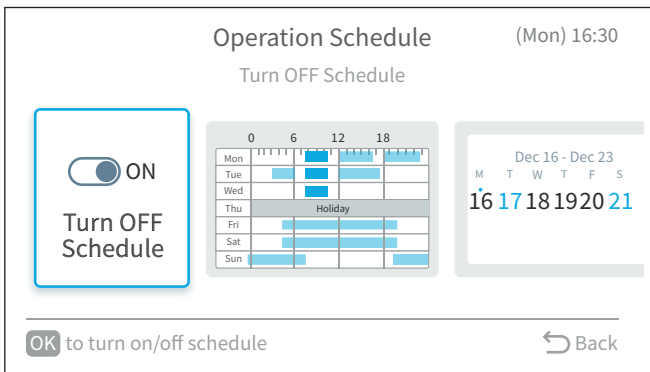 Operation Schedule
(Mon) 16:30
Turn OFF Schedule
ON
Turn OFF
Schedule
0 6 12 18
Mon
Tue
Wed
Thu Holiday
Fri
Sat
Sun
Dec 16 - Dec 23
M T W T F S
16 17 18 19 20 21
OK to turn on/off schedule
Back